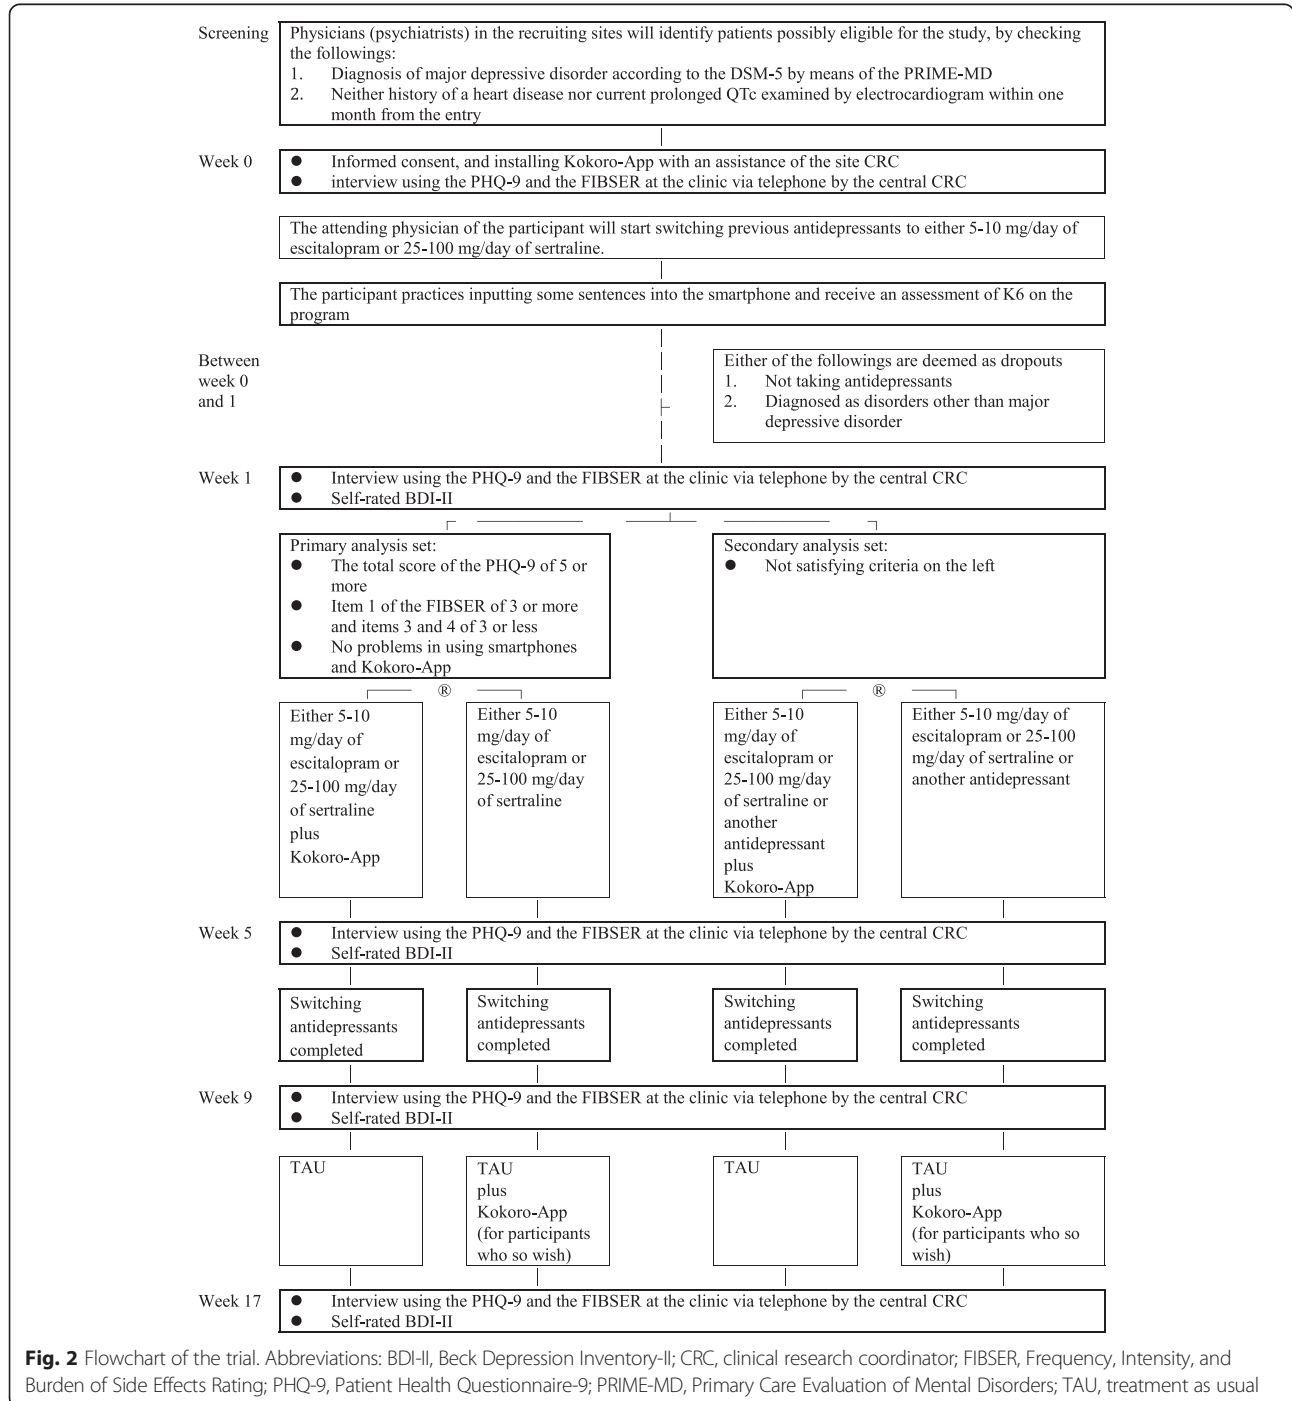 Screening
Physicians (psychiatrists) in the recruiting sites will identify patients possibly eligible for the study, by checking
the followings:
1. Diagnosis of major depressive disorder according to the DSM-5 by means of the PRIME-MD
2. Neither history of a heart disease nor current prolonged QTc examined by electrocardiogram within one
month from the entry
Week 0
● Informed consent, and installing Kokoro-App with an assistance of the site CRC
● interview using the PHQ-9 and the FIBSER at the clinic via telephone by the central CRC
The attending physician of the participant will start switching previous antidepressants to either 5-10 mg/day of
escitalopram or 25-100 mg/day of sertraline.
The participant practices inputting some sentences into the smartphone and receive an assessment of K6 on the
program
Between
week 0
and 1
Either of the followings are deemed as dropouts
1. Not taking antidepressants
2. Diagnosed as disorders other than major
depressive disorder
Week 1
● Interview using the PHQ-9 and the FIBSER at the clinic via telephone by the central CRC
● Self-rated BDI-II
Primary analysis set:
● The total score of the PHQ-9 of 5 or
more
● Item 1 of the FIBSER of 3 or more
and items 3 and 4 of 3 or less
● No problems in using smartphones
and Kokoro-App
Secondary analysis set:
● Not satisfying criteria on the left
®
®
Either 5-10
mg/day of
escitalopram or
25-100 mg/day
of sertraline
plus
Kokoro-App
Either 5-10
mg/day of
escitalopram or
25-100 mg/day
of sertraline
Either 5-10
mg/day of
escitalopram or
25-100 mg/day
of sertraline or
another
antidepressant
plus
Kokoro-App
Either 5-10 mg/day of
escitalopram or 25-100
mg/day of sertraline or
another antidepressant
Week 5
● Interview using the PHQ-9 and the FIBSER at the clinic via telephone by the central CRC
● Self-rated BDI-II
Switching
antidepressants
completed
Switching
antidepressants
completed
Switching
antidepressants
completed
Switching
antidepressants
completed
Week 9
● Interview using the PHQ-9 and the FIBSER at the clinic via telephone by the central CRC
● Self-rated BDI-II
TAU
TAU
plus
Kokoro-App
(for participants
who so wish)
TAU
TAU
plus
Kokoro-App
(for participants who so
wish)
Week 17
● Interview using the PHQ-9 and the FIBSER at the clinic via telephone by the central CRC
● Self-rated BDI-II
Fig. 2 Flowchart of the trial. Abbreviations: BDI-II, Beck Depression Inventory-II; CRC, clinical research coordinator; FIBSER, Frequency, Intensity, and
Burden of Side Effects Rating; PHQ-9, Patient Health Questionnaire-9; PRIME-MD, Primary Care Evaluation of Mental Disorders; TAU, treatment as usual